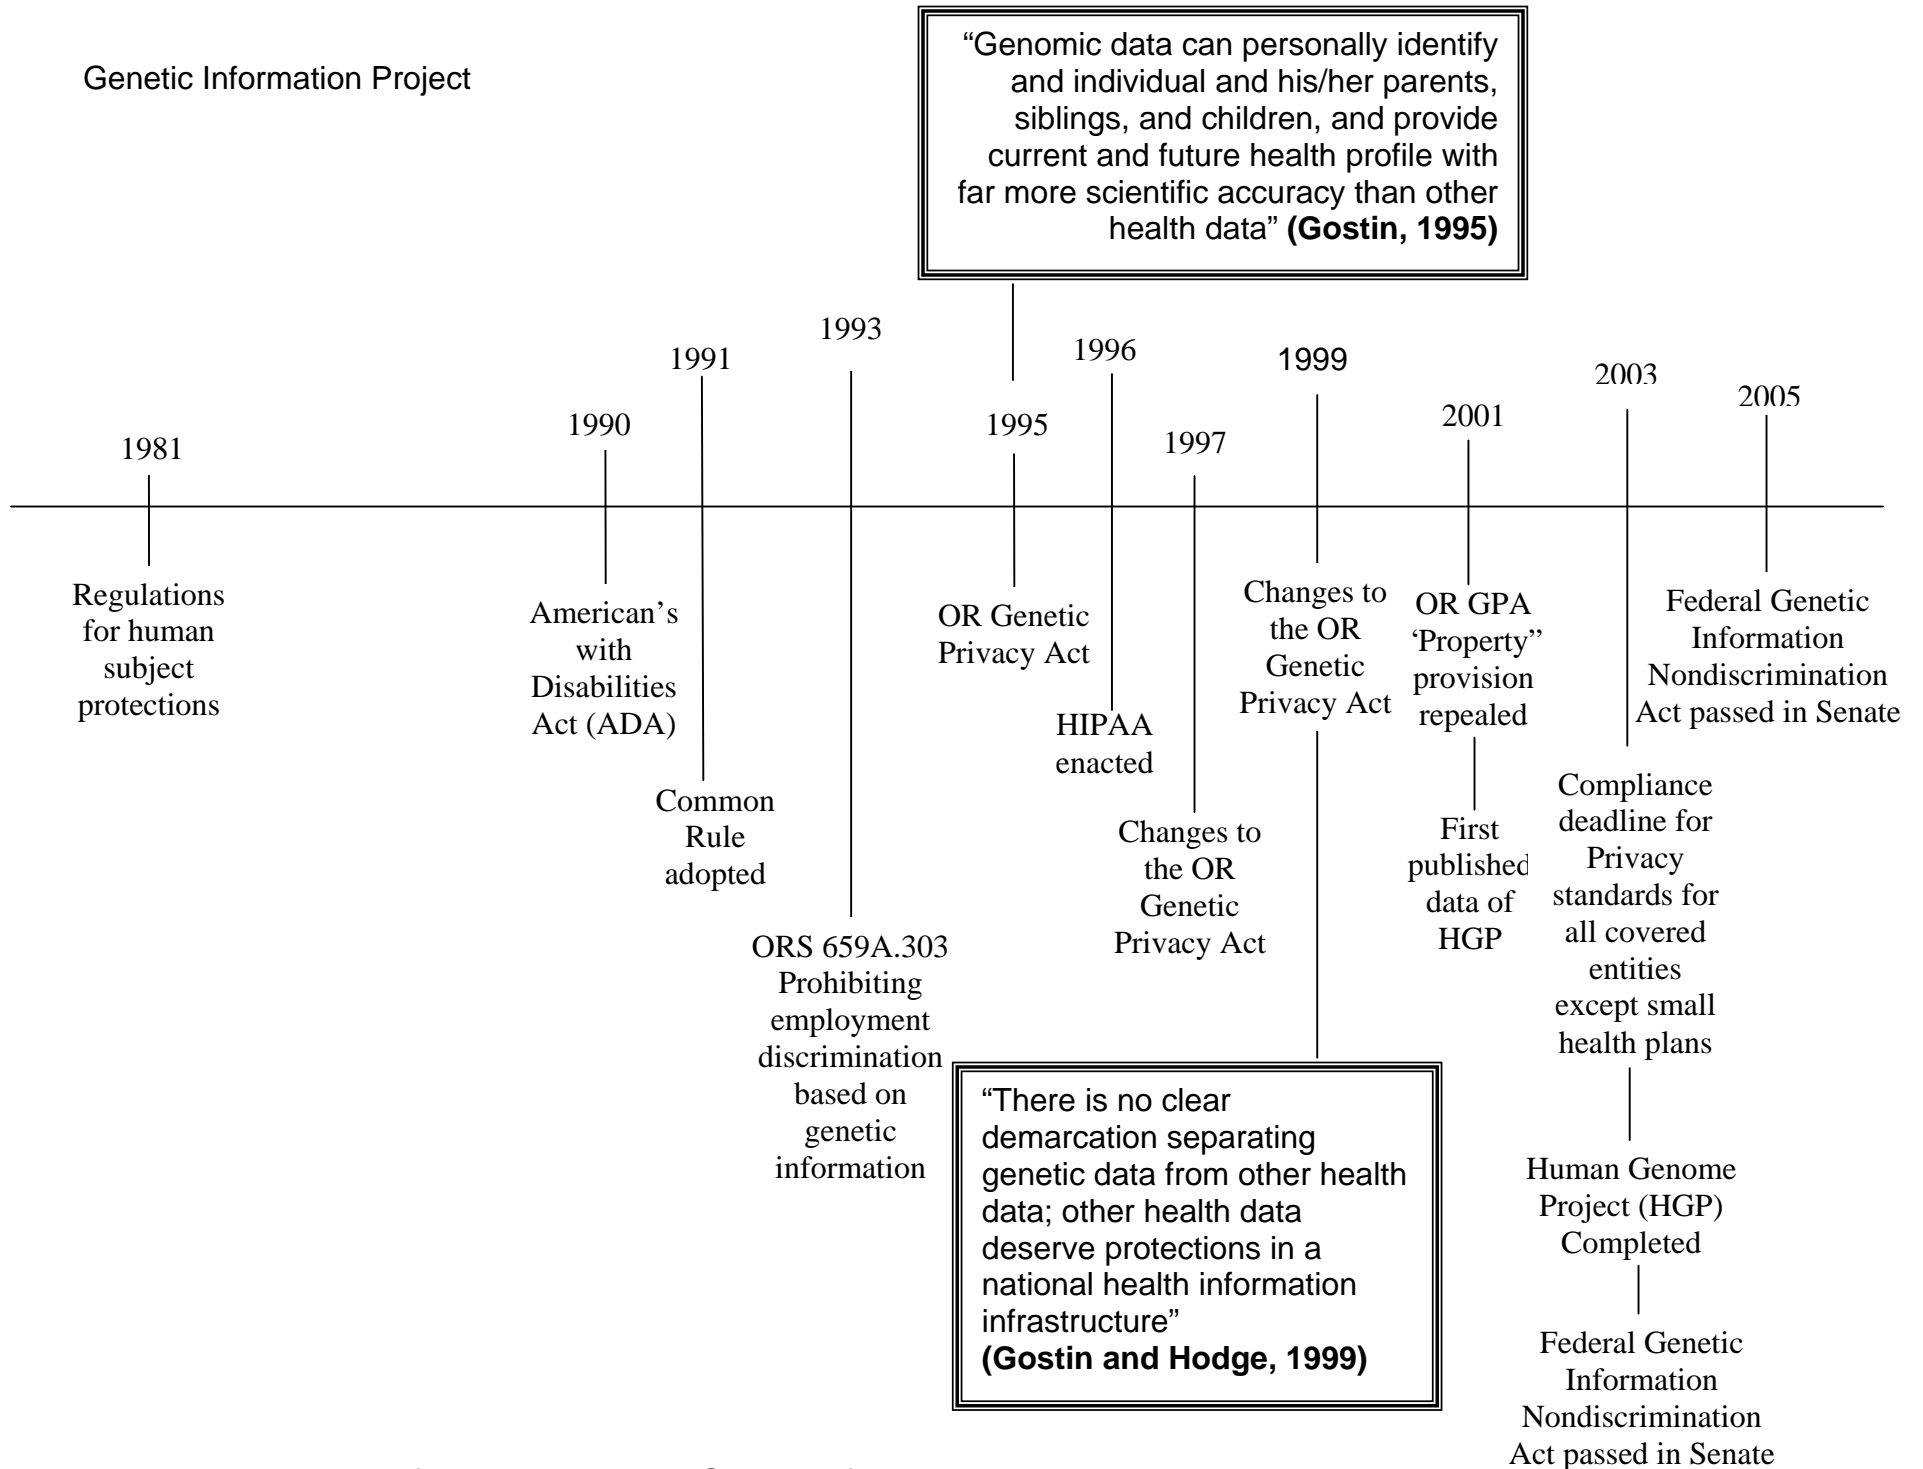 Genetic Information Project
“Genomic data can personally identify
and individual and his/her parents,
siblings, and children, and provide
current and future health profile with
far more scientific accuracy than other
health data” (Gostin, 1995)
1981
Regulations
for human
subject
protections
1990
American’s
with
Disabilities
Act (ADA)
1991
Common
Rule
adopted
1993
ORS 659A.303
Prohibiting
employment
discrimination
based on
genetic
information
1995
OR Genetic
Privacy Act
1996
HIPAA
enacted
1997
Changes to
the OR
Genetic
Privacy Act
1999
Changes to
the OR
Genetic
Privacy Act
“There is no clear
demarcation separating
genetic data from other health
data; other health data
deserve protections in a
national health information
infrastructure”
(Gostin and Hodge, 1999)
2001
OR GPA
‘Property”
provision
repealed
First
published
data of
HGP
2003
Compliance
deadline for
Privacy
standards for
all covered
entities
except small
health plans
Human Genome
Project (HGP)
Completed
Federal Genetic
Information
Nondiscrimination
Act passed in Senate
2005
Federal Genetic
Information
Nondiscrimination
Act passed in Senate